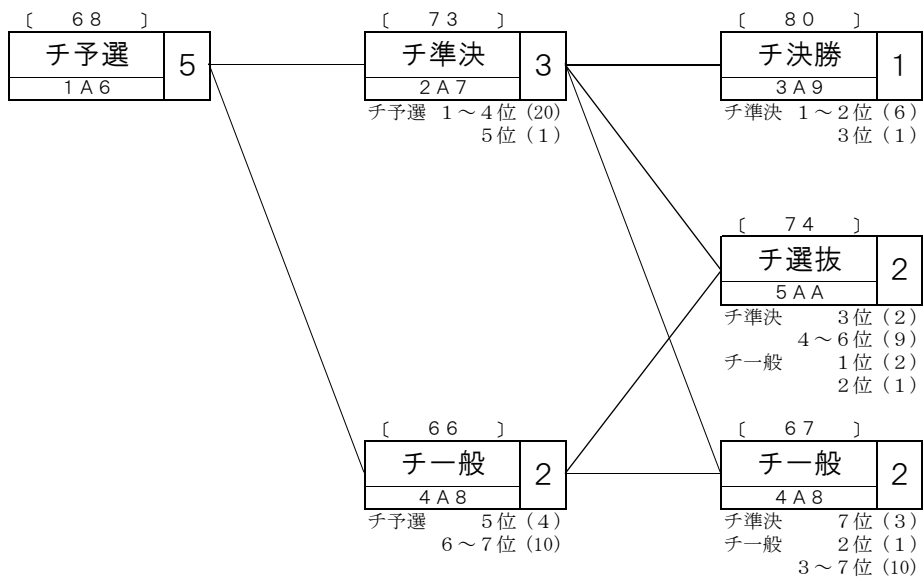 〔 68 〕
チ予選 5
1A6
〔 73 〕
チ準決 3
2A7
チ予選 1～4位 (20)
5位 (1)
〔 80 〕
チ決勝 1
3A9
チ準決 1～2位 (6)
3位 (1)
〔 74 〕
チ選抜 2
5AA
チ準決 3位 (2)
4～6位 (9)
チ一般 1位 (2)
2位 (1)
〔 66 〕
チ一般 2
4A8
チ予選 5位 (4)
6～7位 (10)
〔 67 〕
チ一般 2
4A8
チ準決 7位 (3)
チ一般 2位 (1)
3～7位 (10)